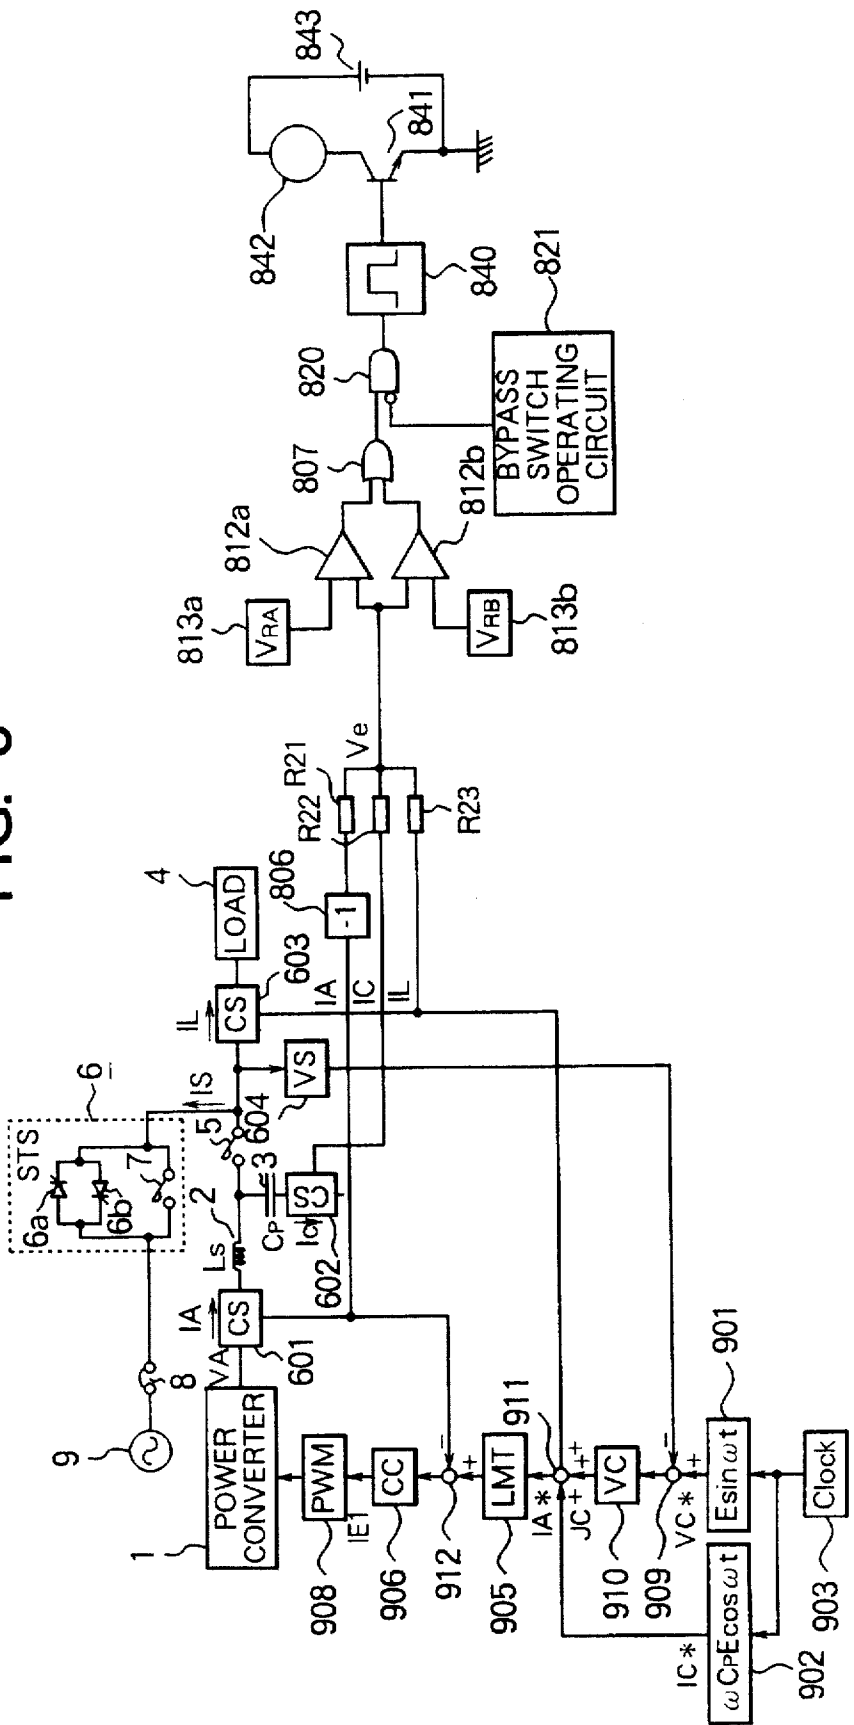 FIG.
STS
6
6a
6b
7
9
8
IS
IL
5
604
VS
CS
603
LOAD
4
1
POWER
CONVERTER
VA
IA
CS
601
Ls
2
CP
3
Ic
CS
602
IA
IC
IL
806
-1
R21
R22
R23
Ve
813a
VRA
812a
813b
VRB
812b
807
820
BYPASS
SWITCH
OPERATING
CIRCUIT
821
840
841
842
843
908
PWM
IE1
906
CC
912
-
+
905
LMT
911
IA*
JC
+
++
910
VC
909
VC*
-
+
Esinωt
901
IC*
ωCPEcosωt
902
903
Clock